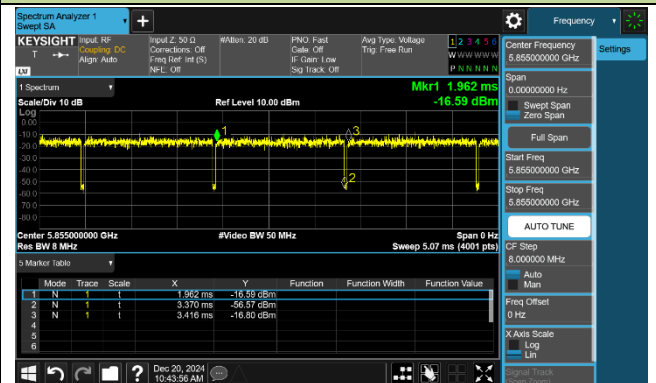 Spectrum Analyzer 1
Swept SA
Frequency
KEYSIGHT Input: RF
Coupling: DC
Align: Auto
Input Z: 50 Ω
Corrections: Off
Freq Ref: Int (S)
NFE: Off
#Atten: 20 dB
PNO: Fast
Gate: Off
IF Gain: Low
Sig Track: Off
Avg Type: Voltage
Trig: Free Run
1 2 3 4 5 6
W W W W W W
P N N N N N
LXI
1 Spectrum
Scale/Div 10 dB
Ref Level 10.00 dBm
Mkr1 1.962 ms
-16.59 dBm
Log
0.00
-10.0
-20.0
-30.0
-40.0
-50.0
-60.0
-70.0
-80.0
1
3
2
Center 5.855000000 GHz
#Video BW 50 MHz
Span 0 Hz
Res BW 8 MHz
Sweep 5.07 ms (4001 pts)
5 Marker Table
Mode Trace Scale X Y Function Function Width Function Value
1 N 1 t 1.962 ms -16.59 dBm
2 N 1 t 3.370 ms -56.57 dBm
3 N 1 t 3.416 ms -16.80 dBm
4
5
6
Center Frequency
5.855000000 GHz
Settings
Span
0.00000000 Hz
Swept Span
Zero Span
Full Span
Start Freq
5.855000000 GHz
Stop Freq
5.855000000 GHz
AUTO TUNE
CF Step
8.000000 MHz
Auto
Man
Freq Offset
0 Hz
X Axis Scale
Log
Lin
Signal Track
(Span Zoom)
Dec 20, 2024
10:43:56 AM